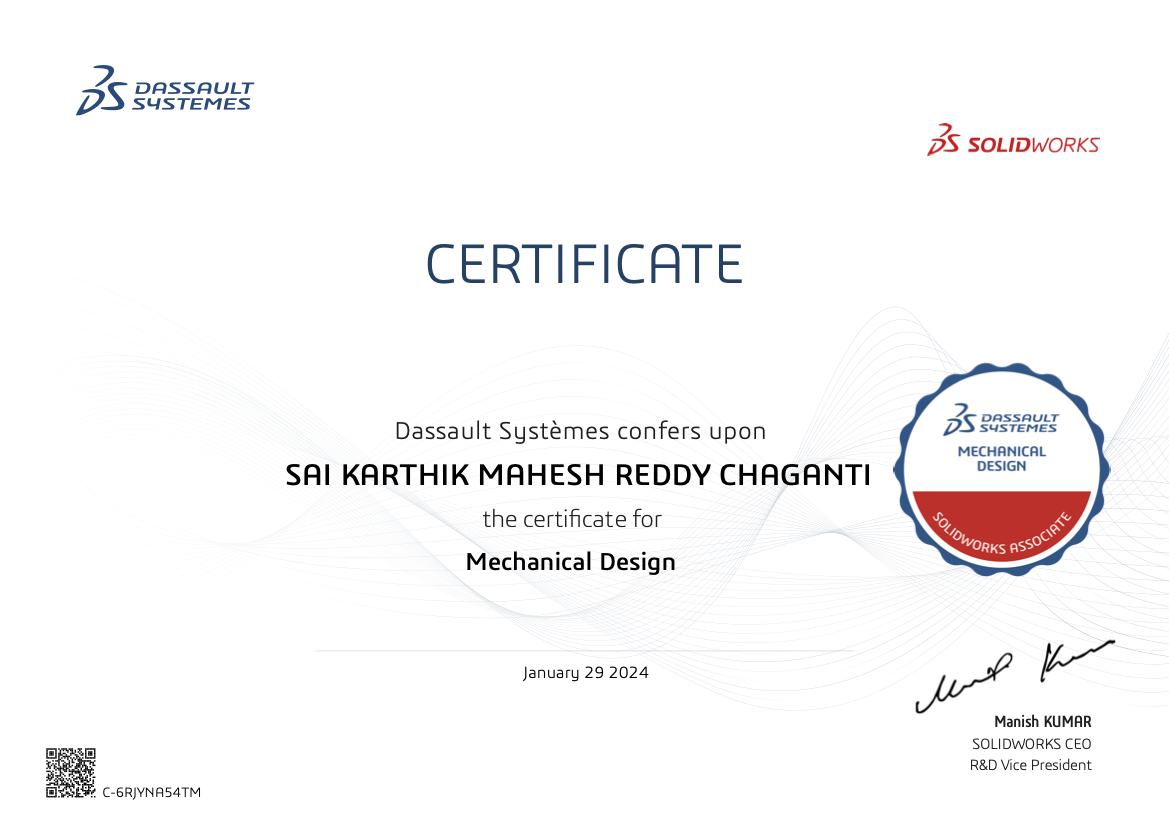 DASSAULT
SYSTEMES
SOLIDWORKS
CERTIFICATE
Dassault Systèmes confers upon
SAI KARTHIK MAHESH REDDY CHAGANTI
the certificate for
Mechanical Design
DASSAULT
SYSTEMES
MECHANICAL
DESIGN
SOLIDWORKS ASSOCIATE
January 29 2024
Manish KUMAR
SOLIDWORKS CEO
R&D Vice President
C-6RJYNA54TM